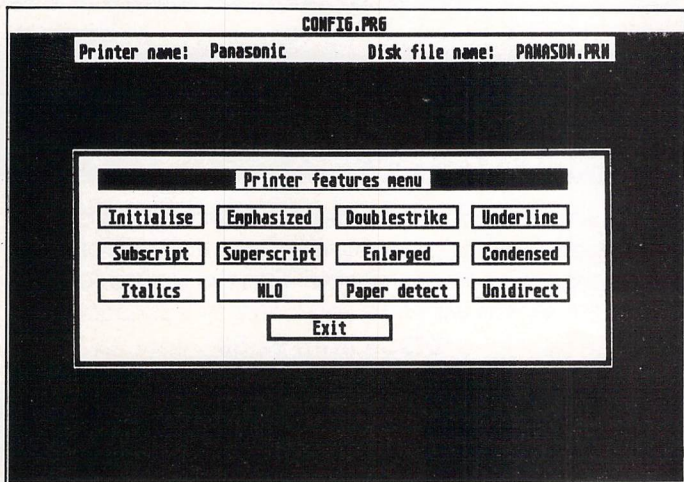 CONFIG.PRG
Printer name: Panasonic Disk file name: PANASON.PRN
Printer features menu
Initialise Emphasized Doublestrike Underline
Subscript Superscript Enlarged Condensed
Italics NLQ Paper detect Unidirect
Exit